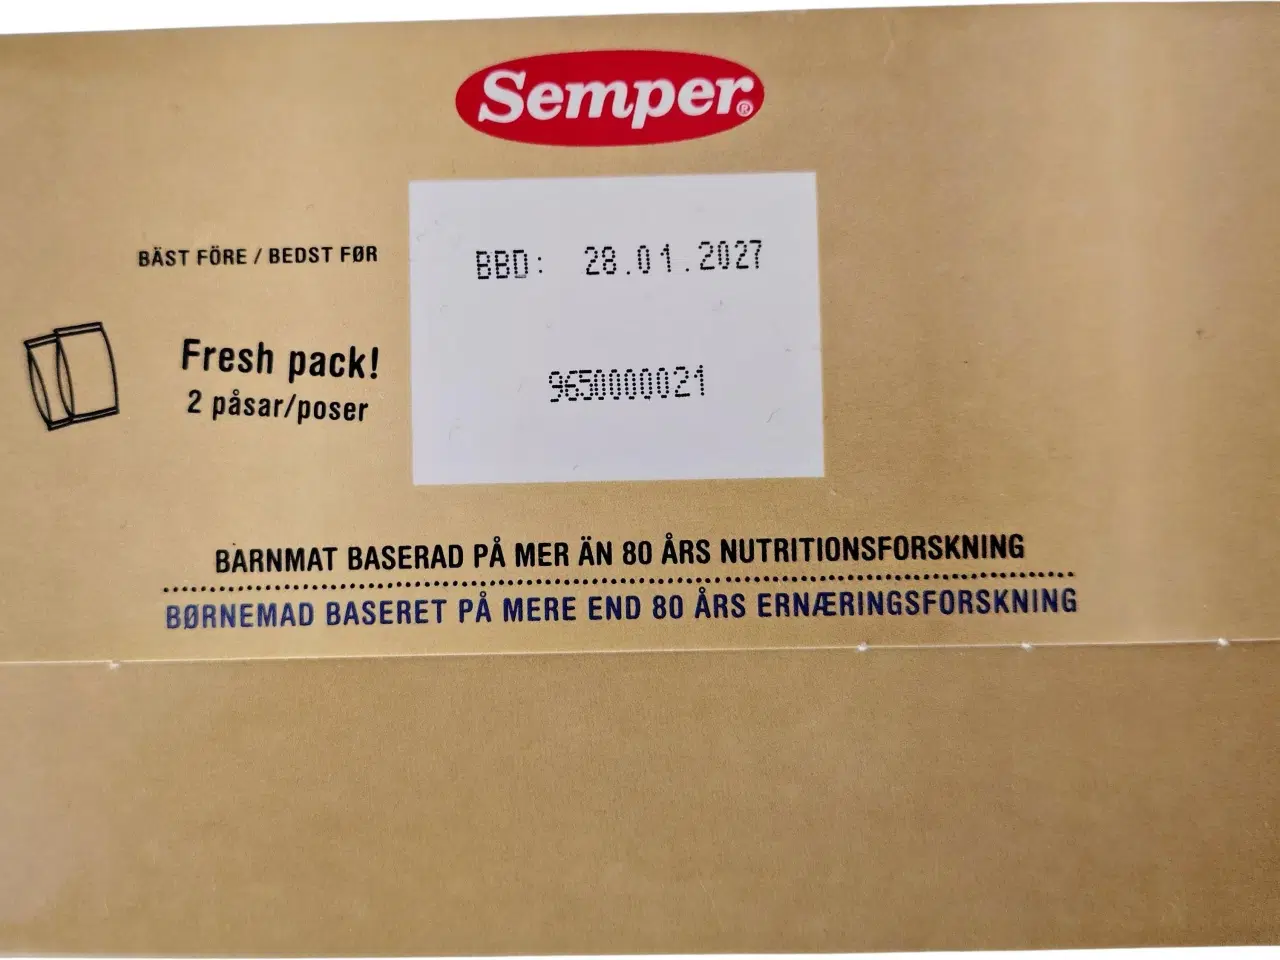 Semper®
BÄST FÖRE / BEDST FØR
BBD: 28.01.2027
Fresh pack!
2 påsar/poser
9650000021
BARNMAT BASERAD PÅ MER ÄN 80 ÅRS NUTRITIONSFORSKNING
BØRNEMAD BASERET PÅ MERE END 80 ÅRS ERNÆRINGSFORSKNING